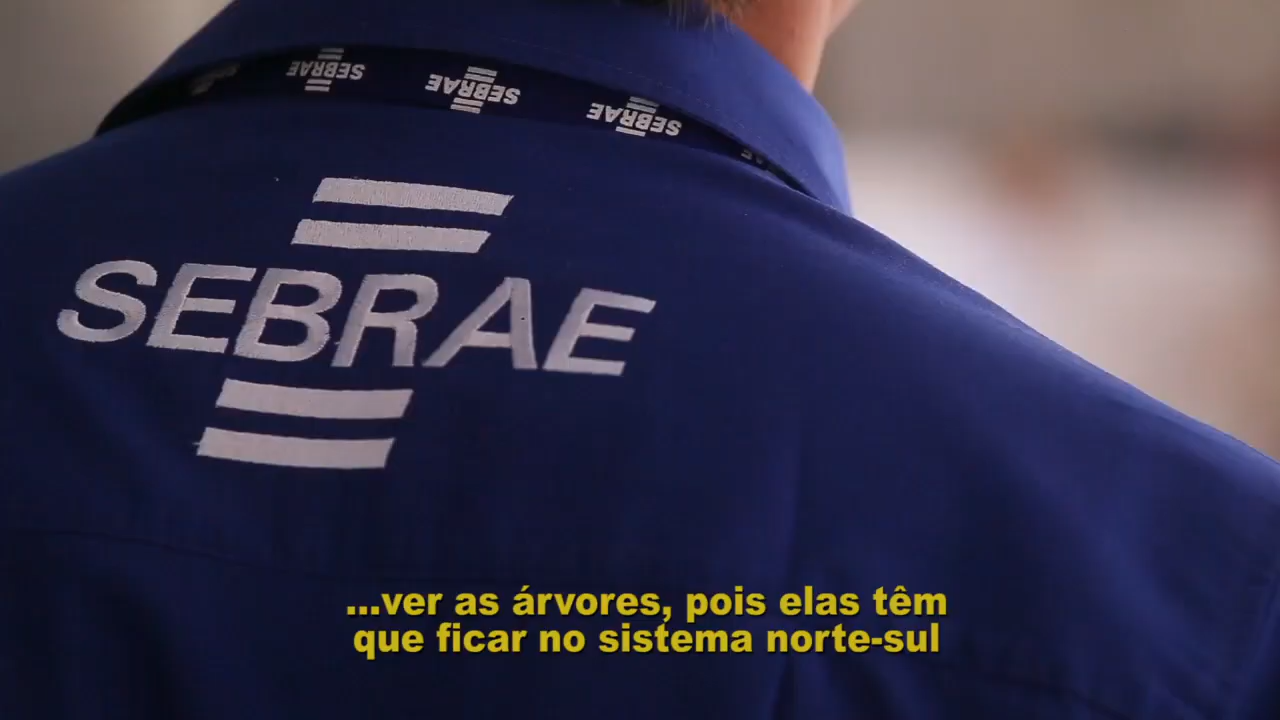 SEBRAE SEBRAE SEBRAE
SEBRAE
...ver as árvores, pois elas têm
que ficar no sistema norte-sul